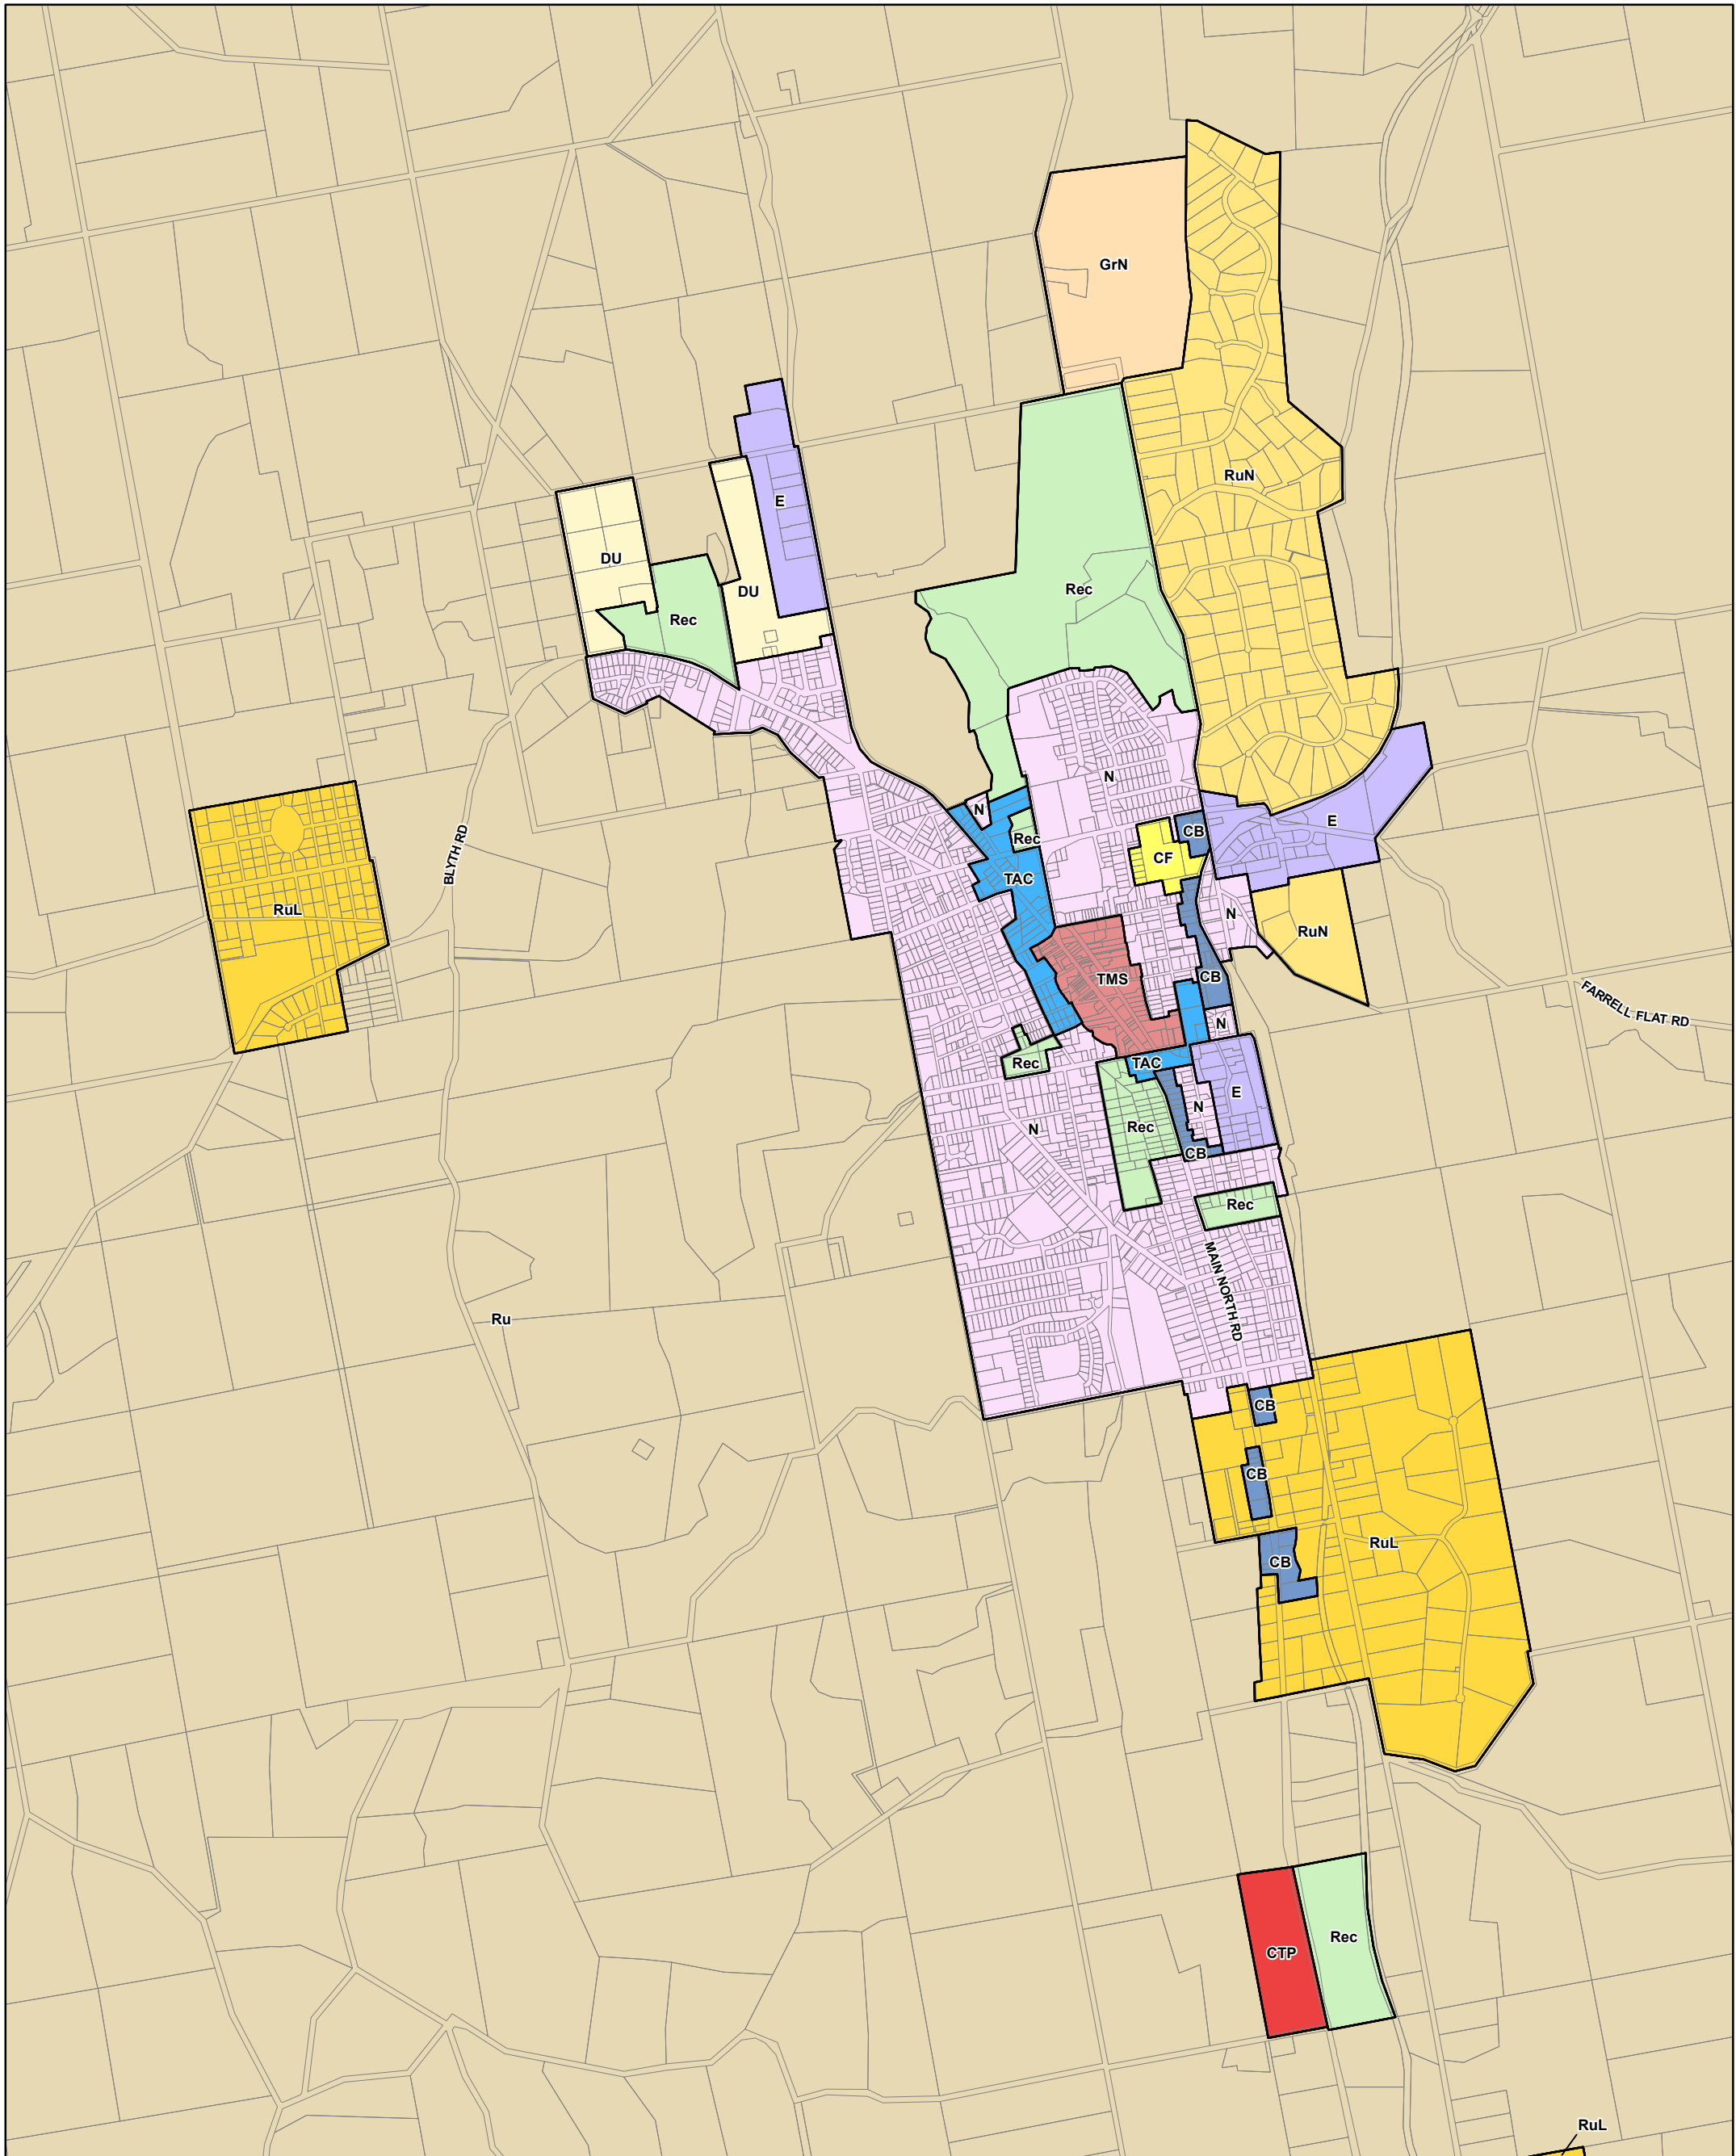 GrN
RuN
E
DU
DU
Rec
Rec
N
N
Rec
CB
E
CF
TAC
RuL
BLYTH RD
N
RuN
TMS
CB
FARRELL FLAT RD
N
Rec
TAC
E
N
Rec
N
CB
Rec
MAIN NORTH RD
Ru
CB
CB
RuL
CB
Rec
CTP
RuL